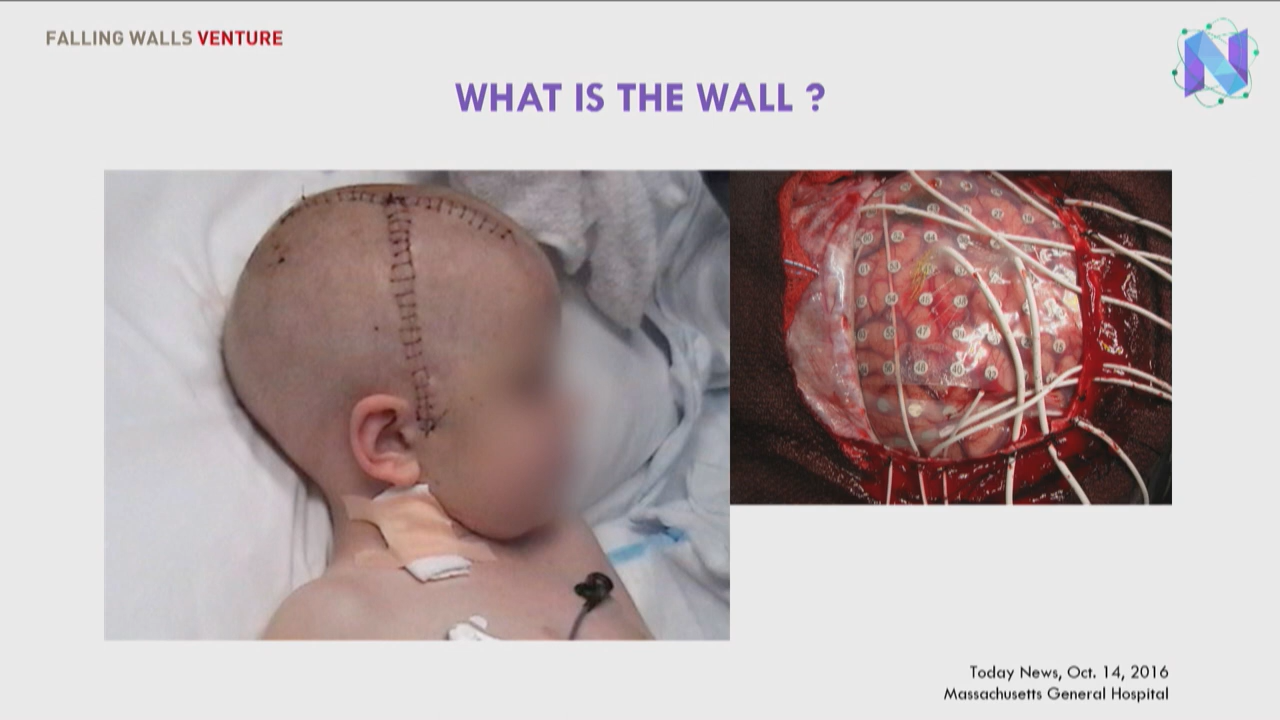 FALLING WALLS VENTURE
WHAT IS THE WALL ?
Today News, Oct. 14, 2016
Massachusetts General Hospital